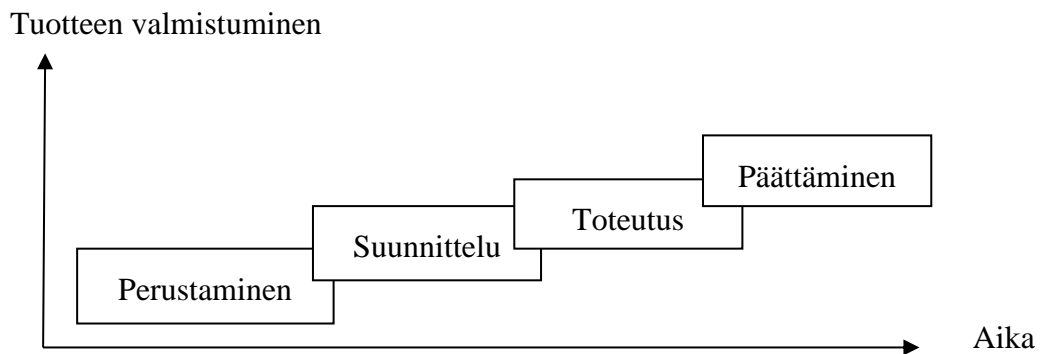 Tuotteen valmistuminen
Päättäminen
Toteutus
Suunnittelu
Perustaminen
Aika